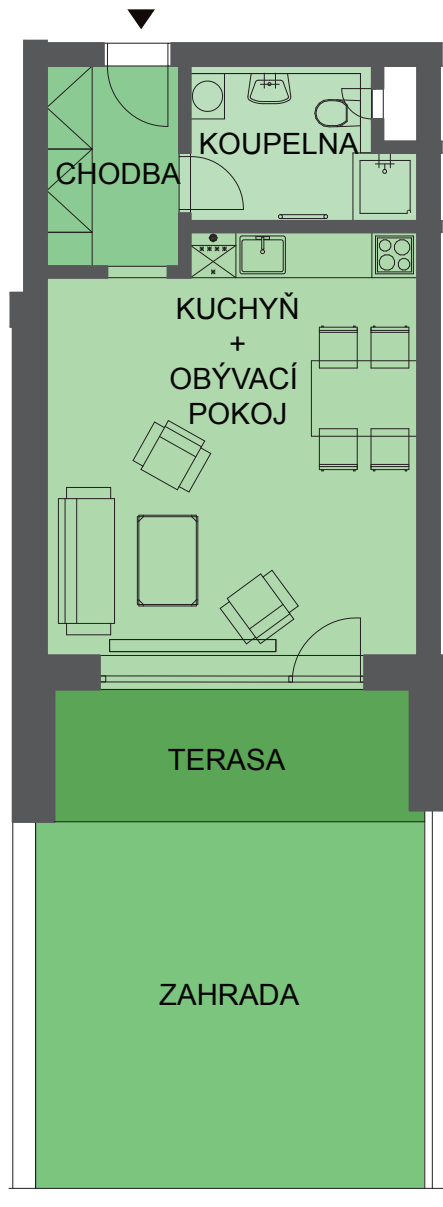 KOUPELNA
CHODBA
KUCHYŇ
+
OBÝVACÍ
POKOJ
TERASA
ZAHRADA